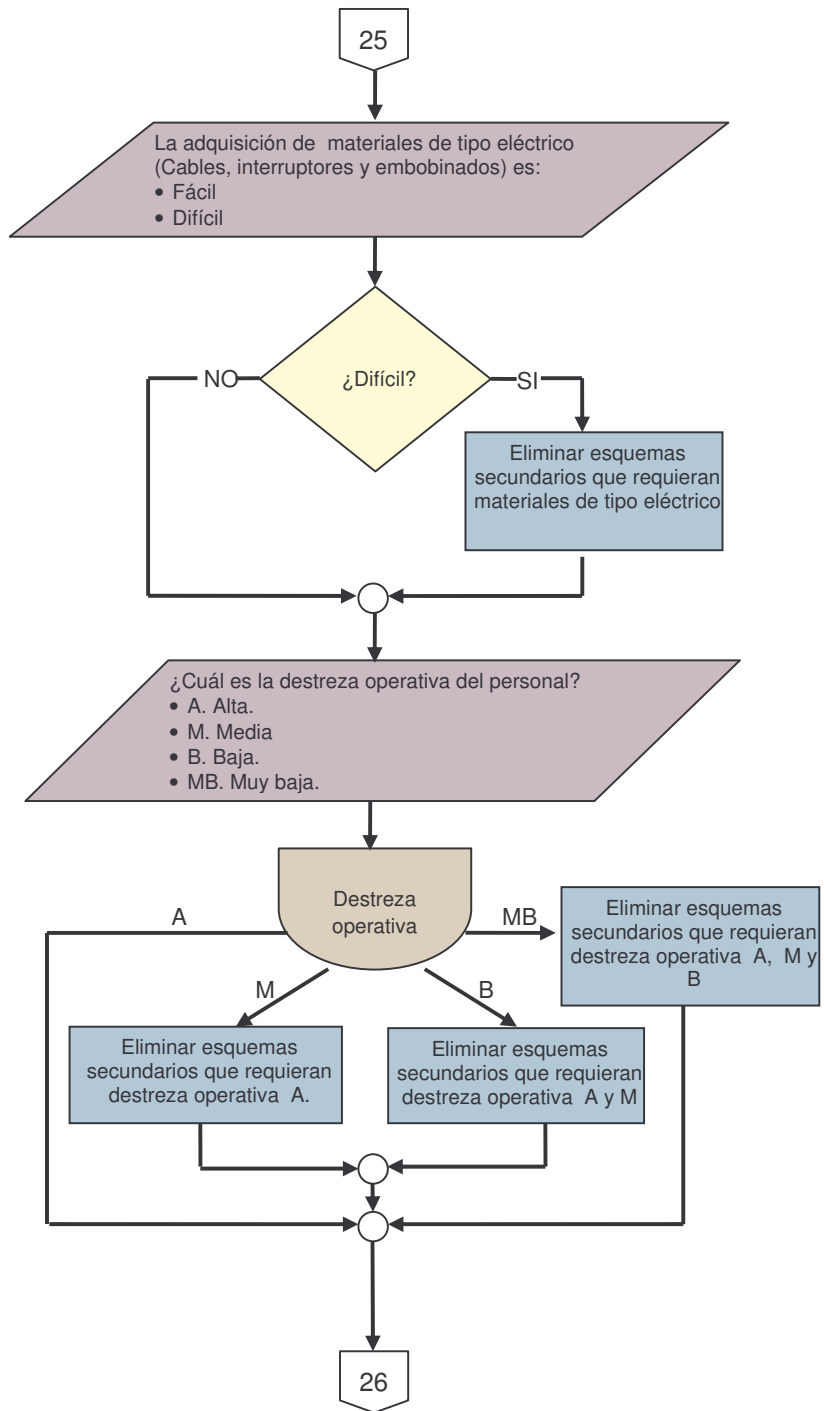 25
La adquisición de materiales de tipo eléctrico
(Cables, interruptores y embobinados) es:
• Fácil
• Difícil
¿Difícil?
NO
SI
Eliminar esquemas
secundarios que requieran
materiales de tipo eléctrico
¿Cuál es la destreza operativa del personal?
• A. Alta.
• M. Media
• B. Baja.
• MB. Muy baja.
Destreza
operativa
A
MB
Eliminar esquemas
secundarios que requieran
destreza operativa A, M y
B
M
B
Eliminar esquemas
secundarios que requieran
destreza operativa A.
Eliminar esquemas
secundarios que requieran
destreza operativa A y M
26